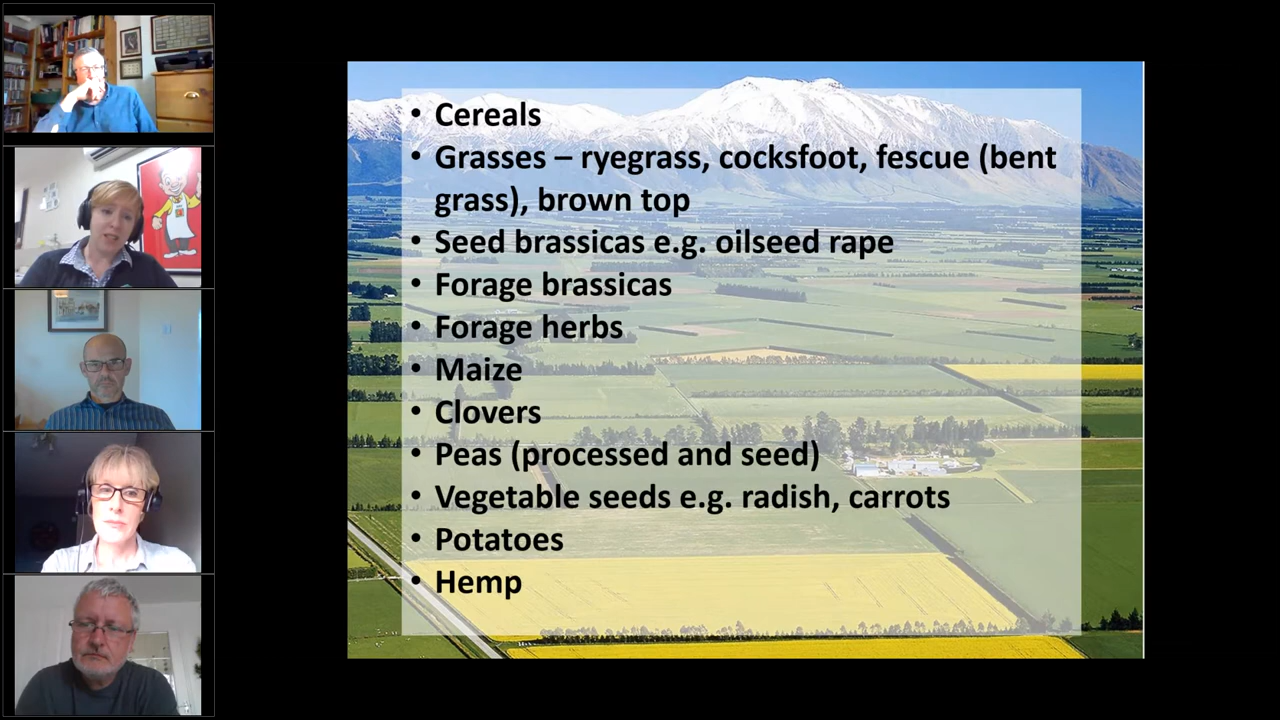 • Cereals
• Grasses – ryegrass, cocksfoot, fescue (bent
grass), brown top
• Seed brassicas e.g. oilseed rape
• Forage brassicas
• Forage herbs
• Maize
• Clovers
• Peas (processed and seed)
• Vegetable seeds e.g. radish, carrots
• Potatoes
• Hemp